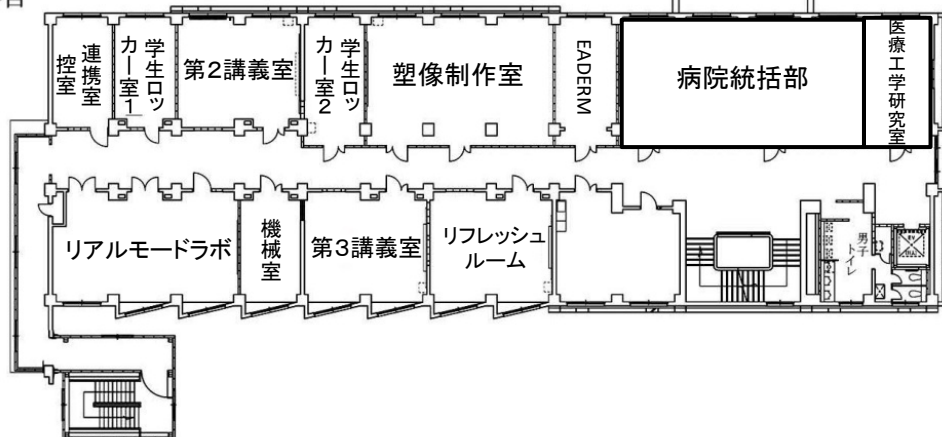 連携室
控室
学生ロッ
カー室1
第2講義室
学生ロッ
カー室2
塑像制作室
EADERM
病院統括部
医療工学研究室
リアルモードラボ
機械室
第3講義室
リフレッシュ
ルーム
男子
トイレ
EV